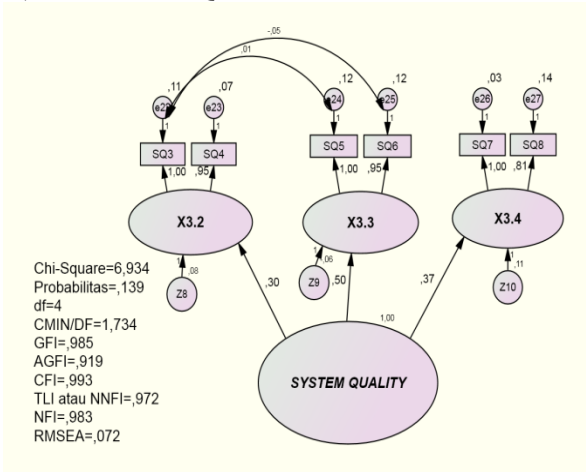 -,05
,01
,11 ,07 ,12 ,12 ,03 ,14
e22 e23 e24 e25 e26 e27
1 1 1 1 1 1
SQ3 SQ4 SQ5 SQ6 SQ7 SQ8
1,00 ,95 1,00 ,95 1,00 ,81
X3.2 X3.3 X3.4
1 ,08 1 ,06 1 ,11
Z8 Z9 Z10
,30 ,50 ,37
1,00
SYSTEM QUALITY
Chi-Square=6,934
Probabilitas=,139
df=4
CMIN/DF=1,734
GFI=,985
AGFI=,919
CFI=,993
TLI atau NNFI=,972
NFI=,983
RMSEA=,072